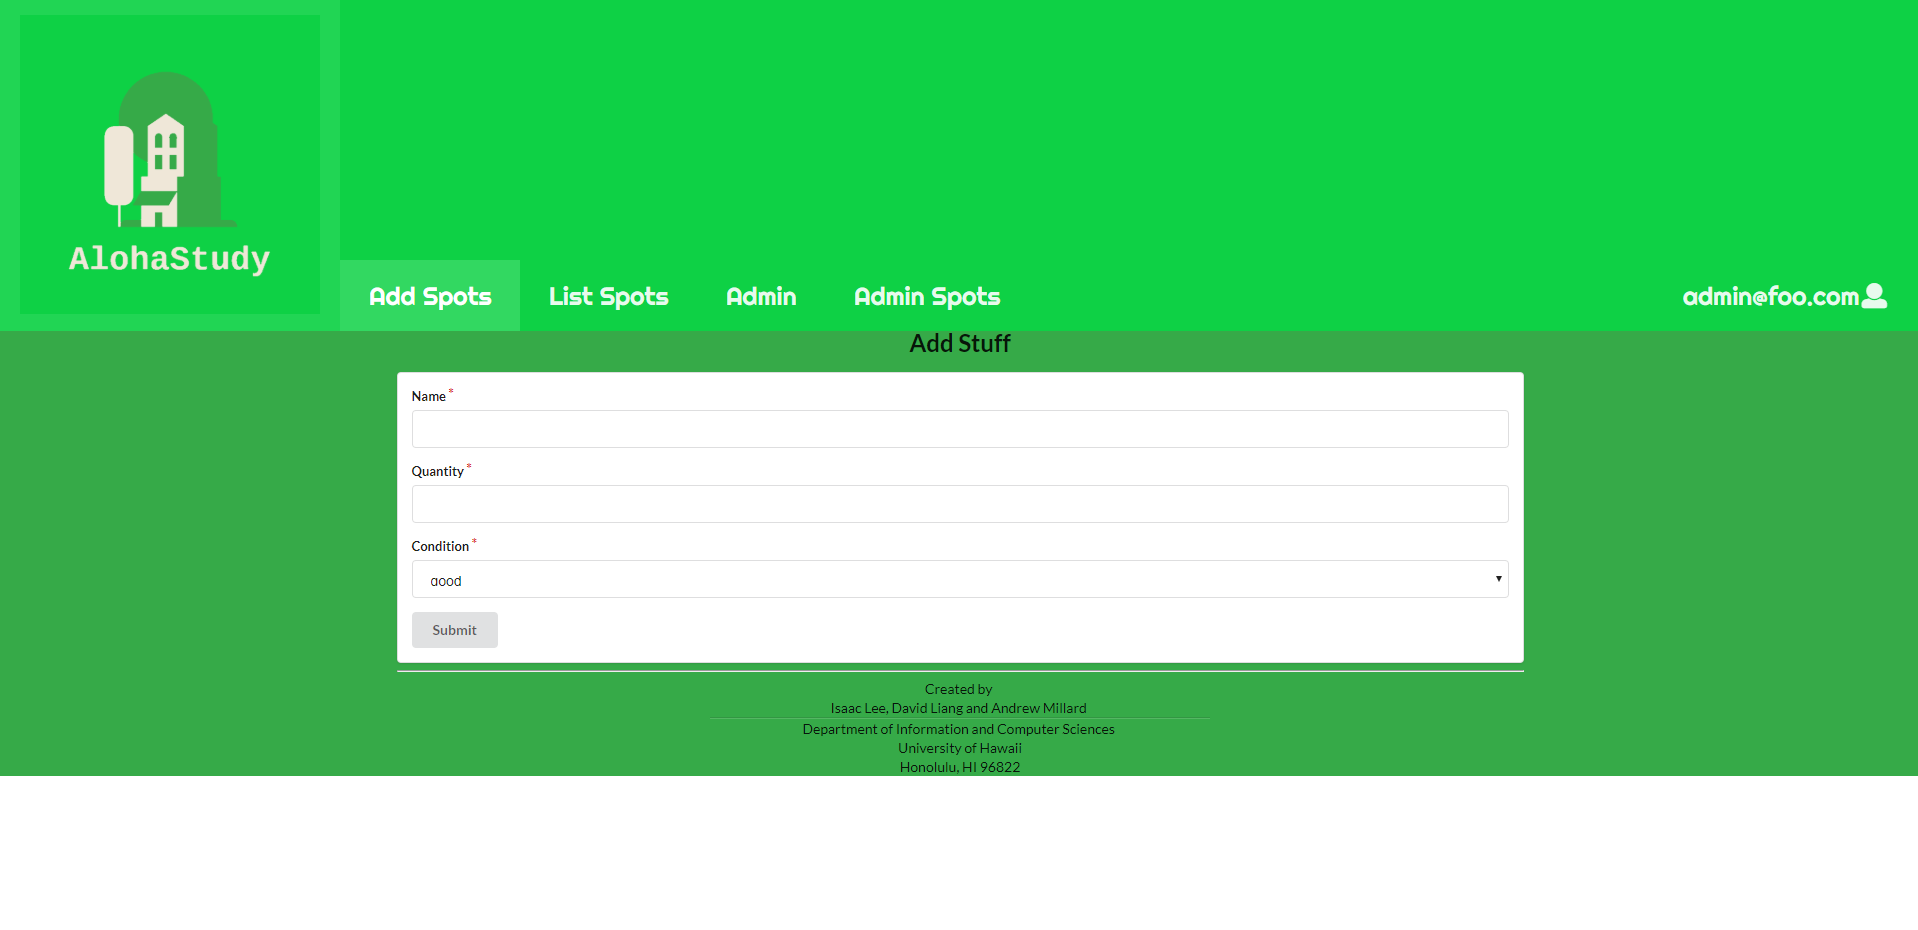 AlohaStudy
Add Spots List Spots Admin Admin Spots admin@foo.com
Add Stuff
Name *
Quantity *
Condition *
good
Submit
Created by
Isaac Lee, David Liang and Andrew Millard
Department of Information and Computer Sciences
University of Hawaii
Honolulu, HI 96822